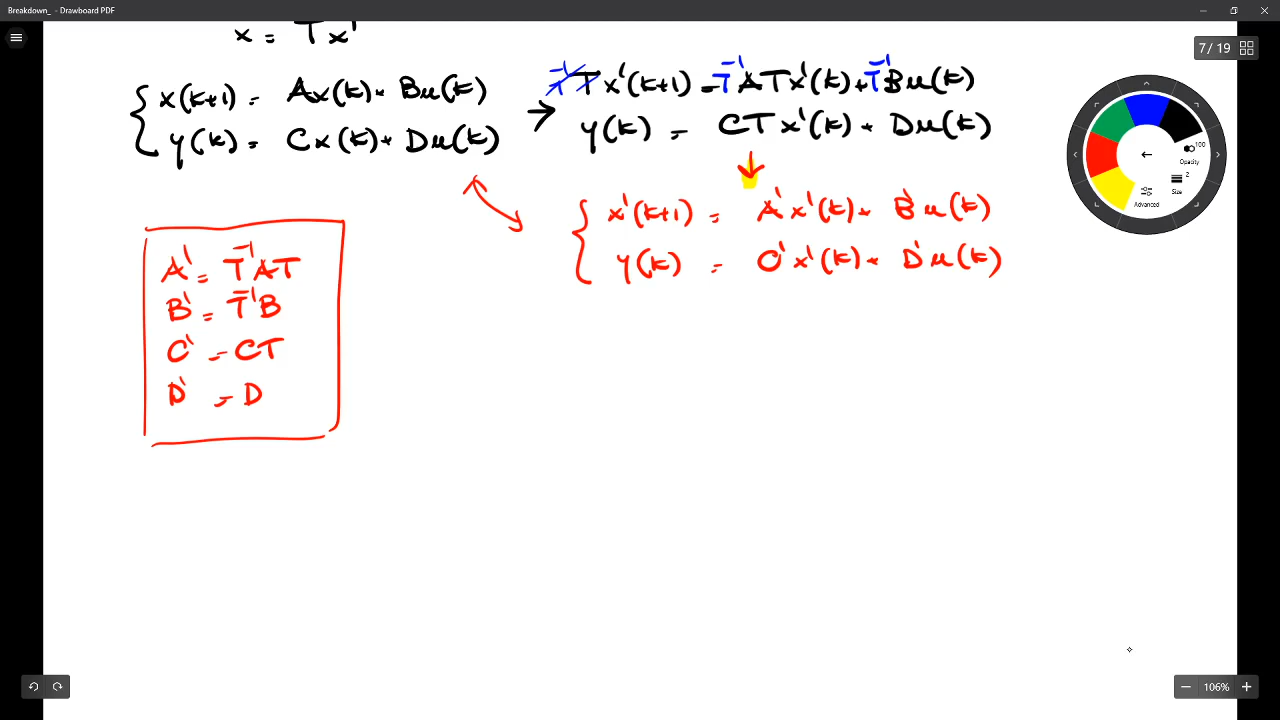 Breakdown_ - Drawboard PDF
7 / 19
x = Tx'
x(k+1) = Ax(k) + Bu(k)
y(k) = Cx(k) + Du(k)
→
T⁻¹Tx'(k+1) = T⁻¹ATx'(k) + T⁻¹Bu(k)
y(k) = CTx'(k) + Du(k)
x'(k+1) = A'x'(k) + B'u(k)
y(k) = C'x'(k) + D'u(k)
A' = T⁻¹AT
B' = T⁻¹B
C' = CT
D' = D
100
Opacity
2
Size
Advanced
106%